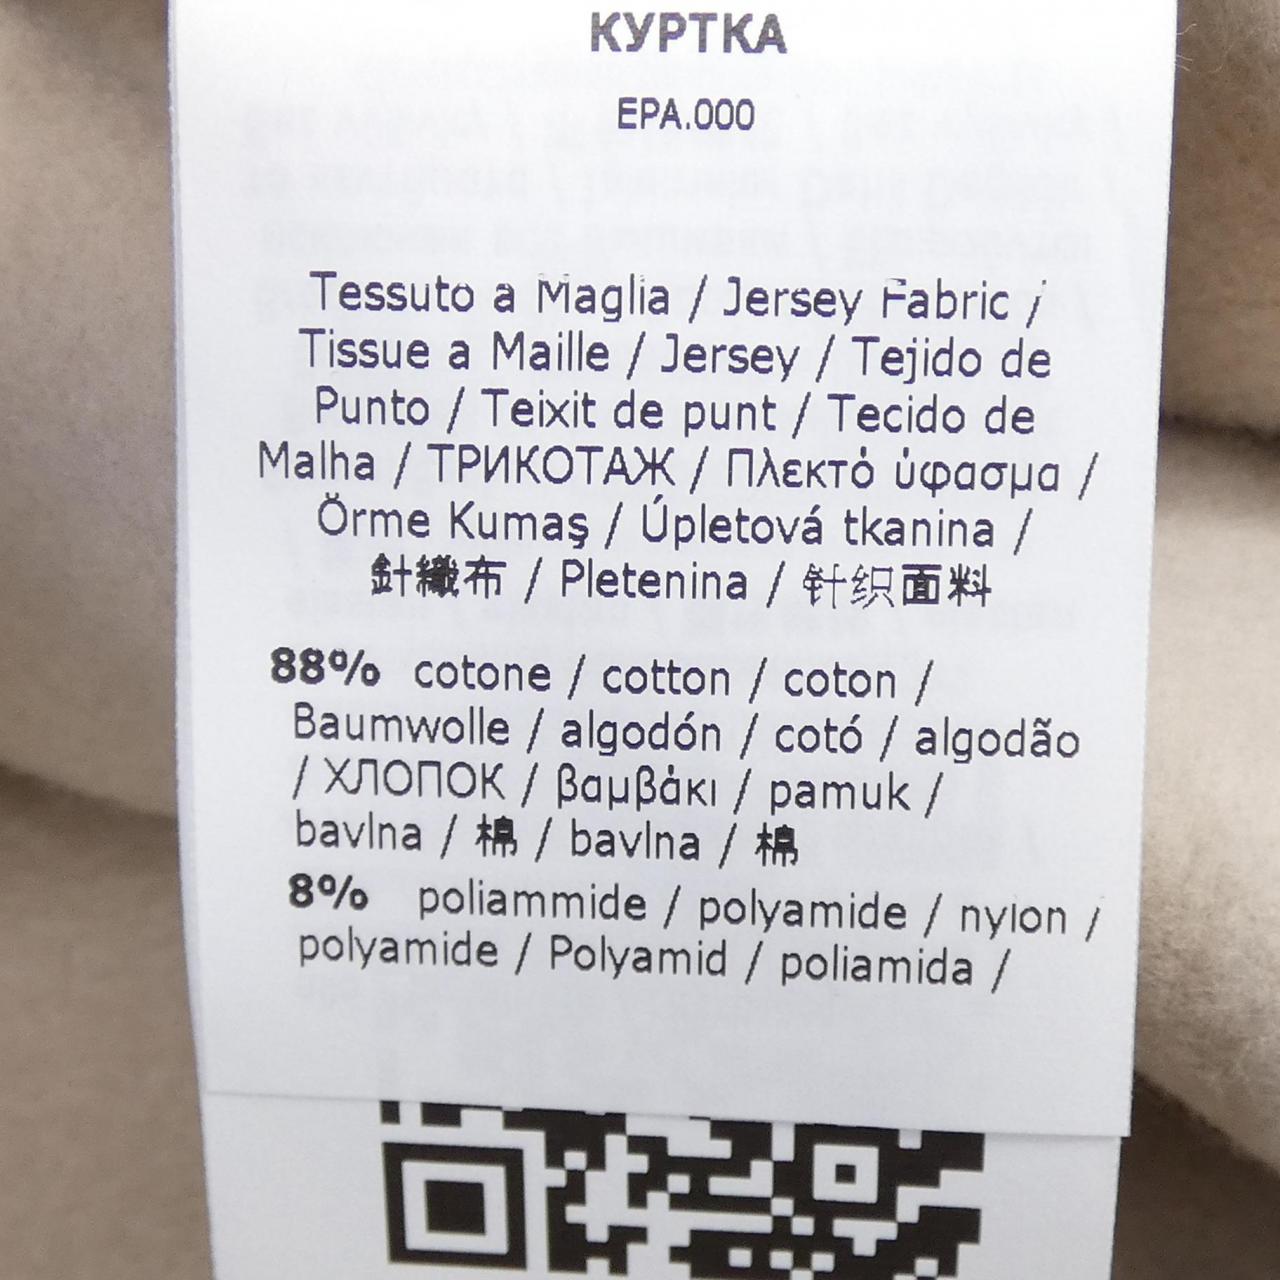 КУРТКА
EPA.000
Tessuto a Maglia / Jersey Fabric /
Tissue a Maille / Jersey / Tejido de
Punto / Teixit de punt / Tecido de
Malha / ТРИКОТАЖ / Πλεκτό ύφασμα /
Örme Kumaş / Úpletová tkanina /
針織布 / Pletenina / 针织面料
88% cotone / cotton / coton /
Baumwolle / algodón / cotó / algodão
/ ХЛОПОК / βαμβάκι / pamuk /
bavlna / 棉 / bavlna / 棉
8% poliammide / polyamide / nylon /
polyamide / Polyamid / poliamida /